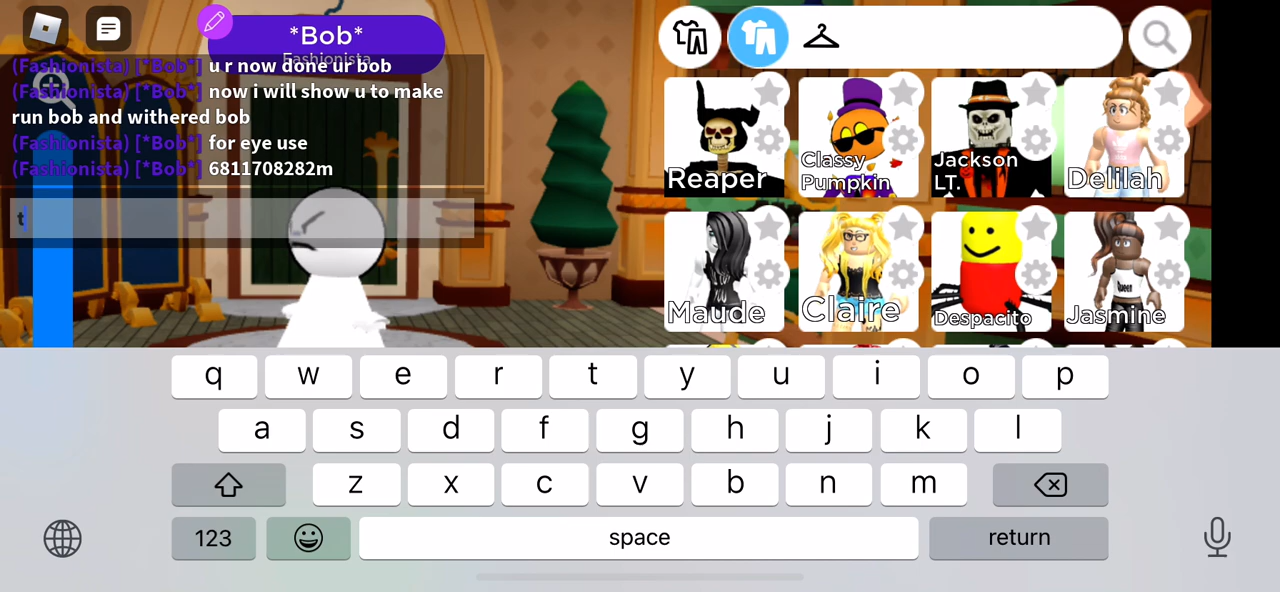 *Bob*
Fashionista
(Fashionista) [*Bob*] u r now done ur bob
(Fashionista) [*Bob*] now i will show u to make
run bob and withered bob
(Fashionista) [*Bob*] for eye use
(Fashionista) [*Bob*] 6811708282m
t
Reaper
Classy
Pumpkin
Jackson
LT.
Delilah
Maude
Claire
Despacito
Queen
Jasmine
q w e r t y u i o p
a s d f g h j k l
z x c v b n m
123 space return